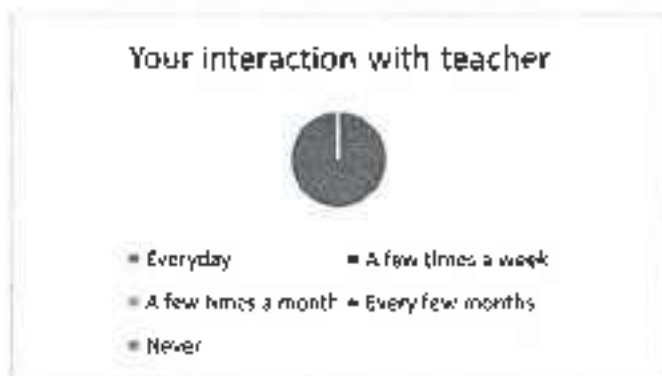 Your interaction with teacher
Everyday
A few times a week
A few times a month
Every few months
Never